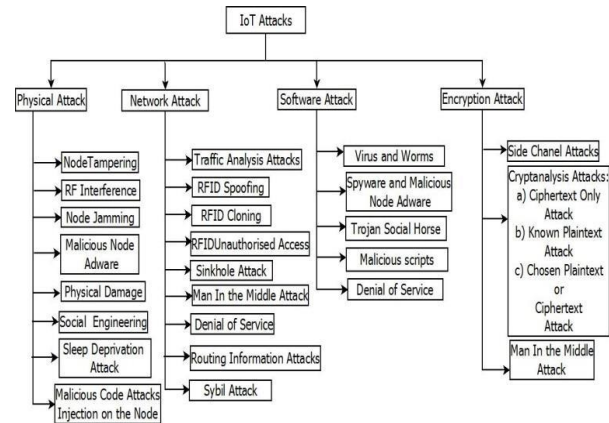 IoT Attacks
Physical Attack
Network Attack
Software Attack
Encryption Attack
NodeTampering
RF Interference
Node Jamming
Malicious Node
Adware
Physical Damage
Social Engineering
Sleep Deprivation
Attack
Malicious Code Attacks
Injection on the Node
Traffic Analysis Attacks
RFID Spoofing
RFID Cloning
RFIDUnauthorised Access
Sinkhole Attack
Man In the Middle Attack
Denial of Service
Routing Information Attacks
Sybil Attack
Virus and Worms
Spyware and Malicious
Node Adware
Trojan Social Horse
Malicious scripts
Denial of Service
Side Chanel Attacks
Cryptanalysis Attacks:
a) Ciphertext Only
Attack
b) Known Plaintext
Attack
c) Chosen Plaintext
or
Ciphertext
Attack
Man In the Middle
Attack